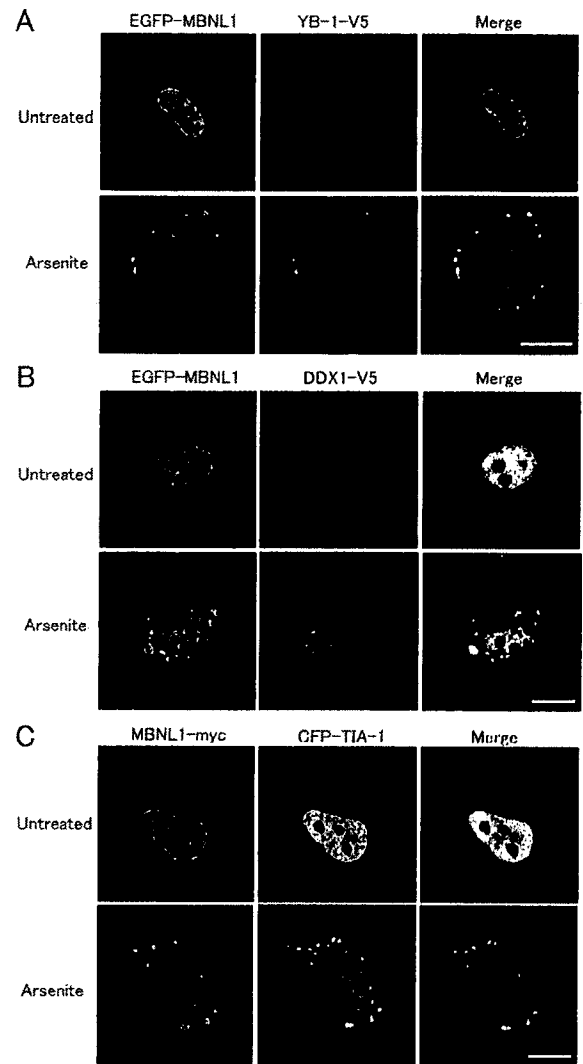 A
EGFP-MBNL1 YB-1-V5 Merge
Untreated
Arsenite
B
EGFP-MBNL1 DDX1-V5 Merge
Untreated
Arsenite
C
MBNL1-myc GFP-TIA-1 Merge
Untreated
Arsenite